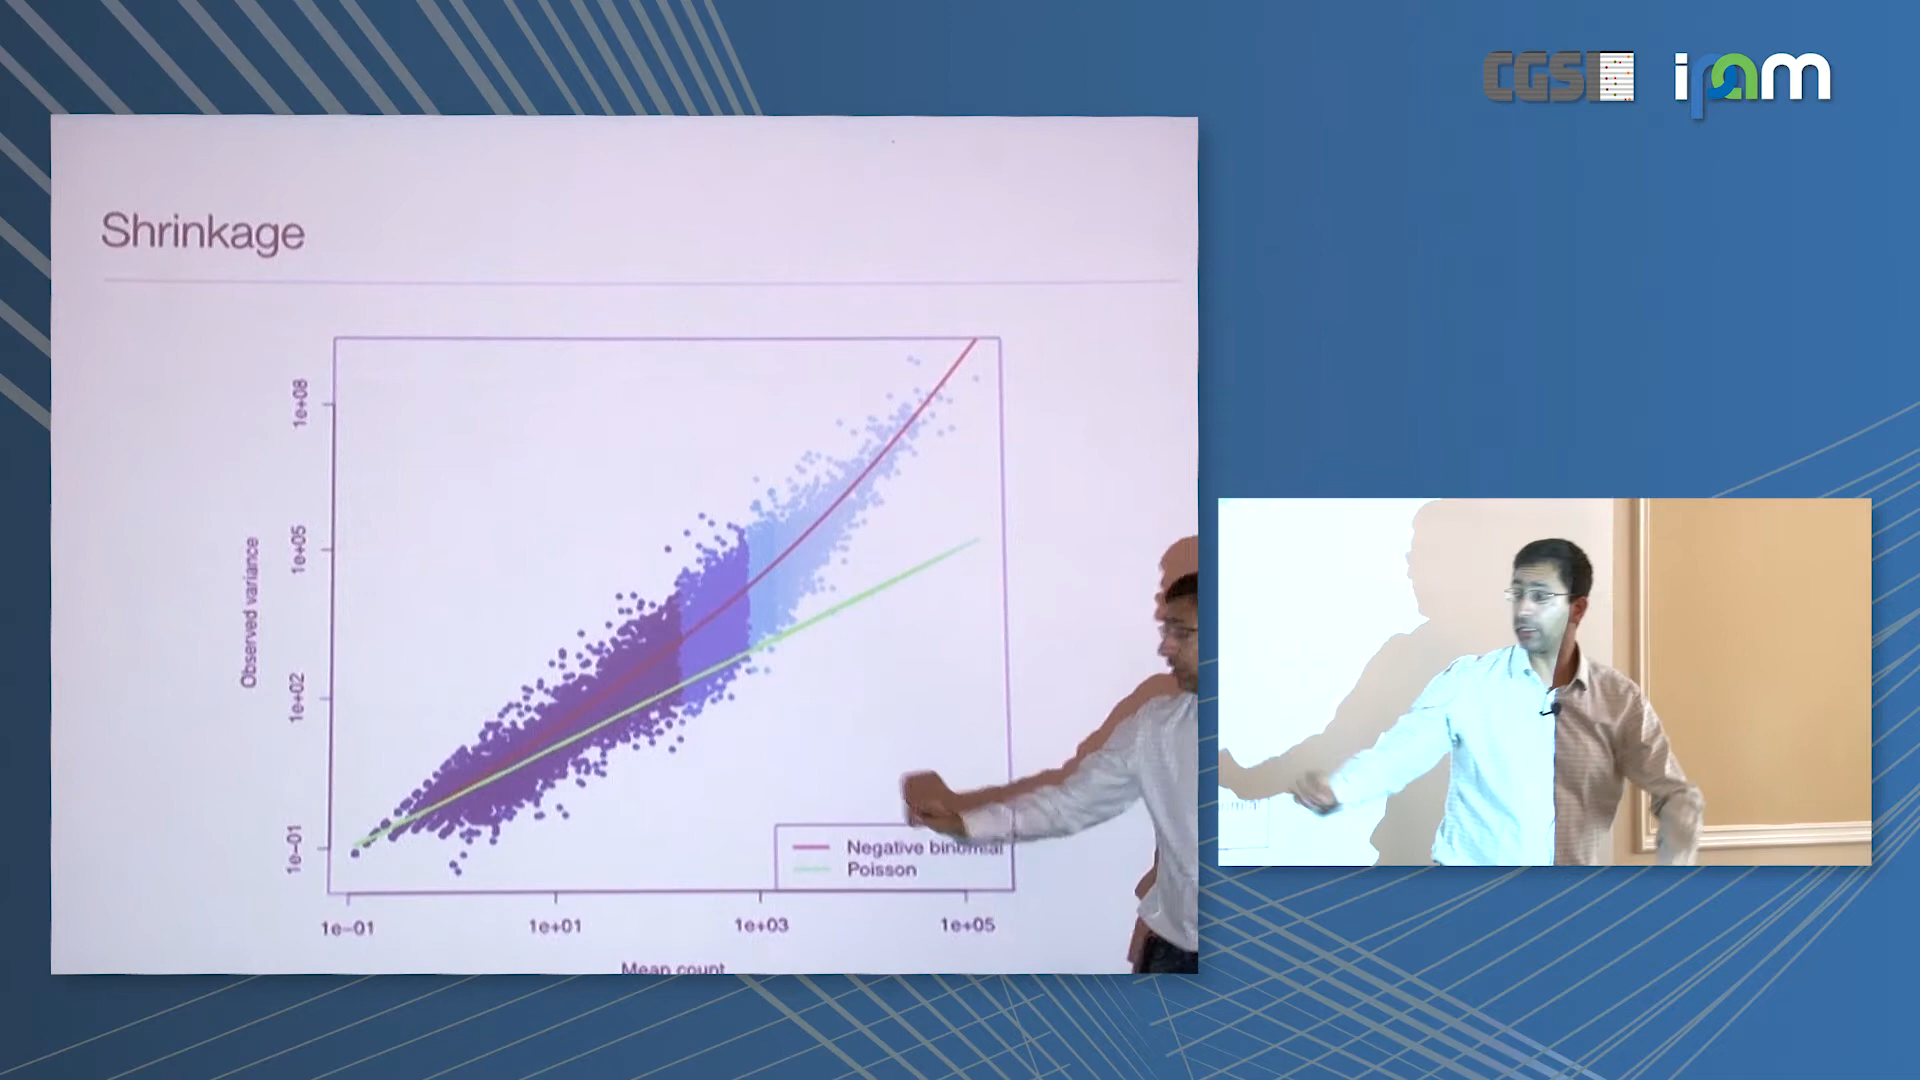 CGSI
ipam
Shrinkage
Observed variance
1e+08
1e+05
1e+02
1e-01
Negative binomial
Poisson
1e-01
1e+01
1e+03
1e+05
Mean count